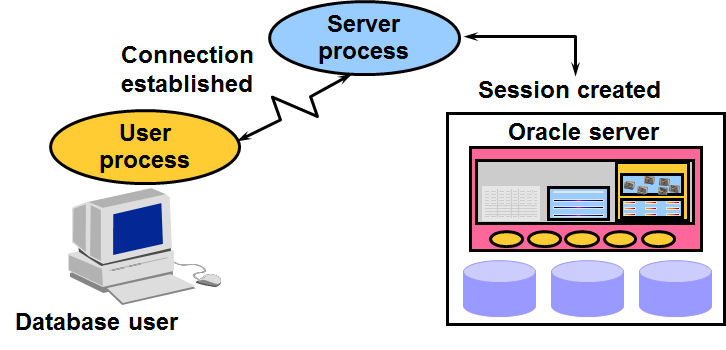 Server
process
Connection
established
Session created
User
process
Oracle server
Database user